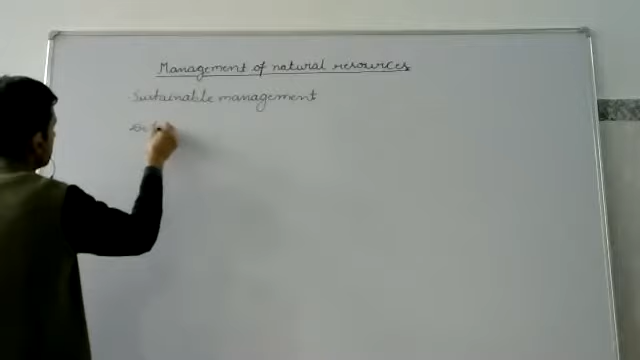 Management of natural resources
Sustainable management